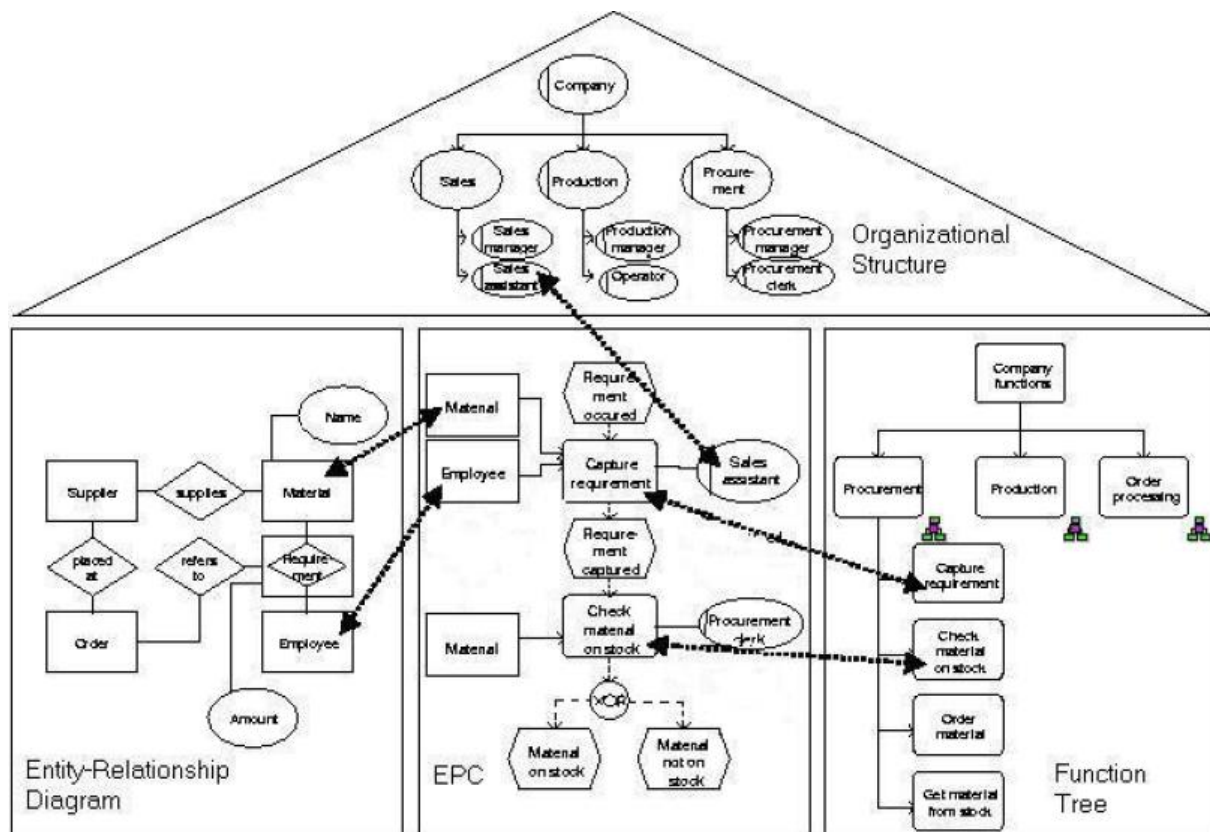 Company
Sales
Production
Procure-
ment
Sales
manager
Production
manager
Procurement
manager
Sales
assistant
Operator
Procurement
clerk
Organizational
Structure
Name
Supplier
supplies
Material
placed
at
refers
to
Require-
ment
Order
Employee
Amount
Entity-Relationship
Diagram
Material
Employee
Require-
ment
occured
Capture
requirement
Sales
assistant
Require-
ment
captured
Material
Check
material
on stock
Procurement
clerk
XOR
Material
on stock
Material
not on
stock
EPC
Company
functions
Procurement
Production
Order
processing
Capture
requirement
Check
material
on stock
Order
material
Get material
from stock
Function
Tree